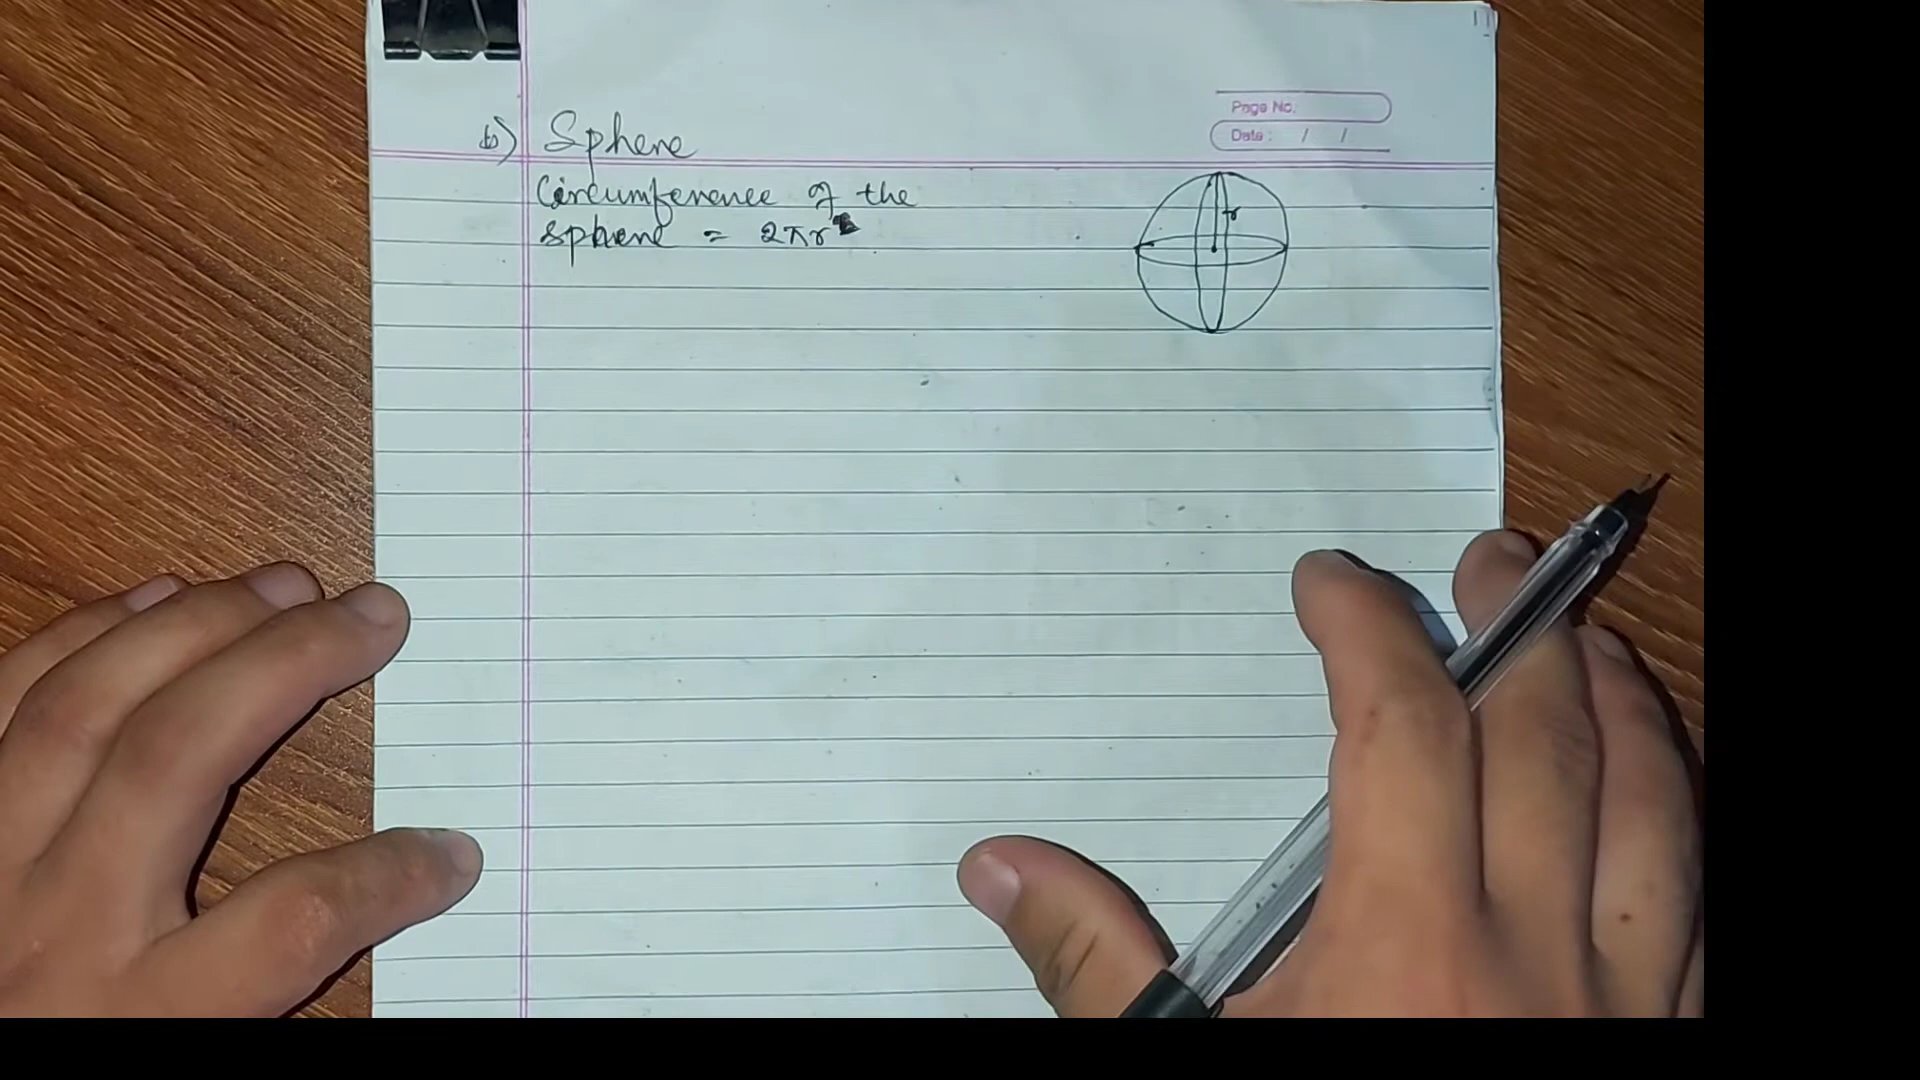 Page No.
Date : / /
b) Sphere
Circumference of the
sphere = 2πr
r